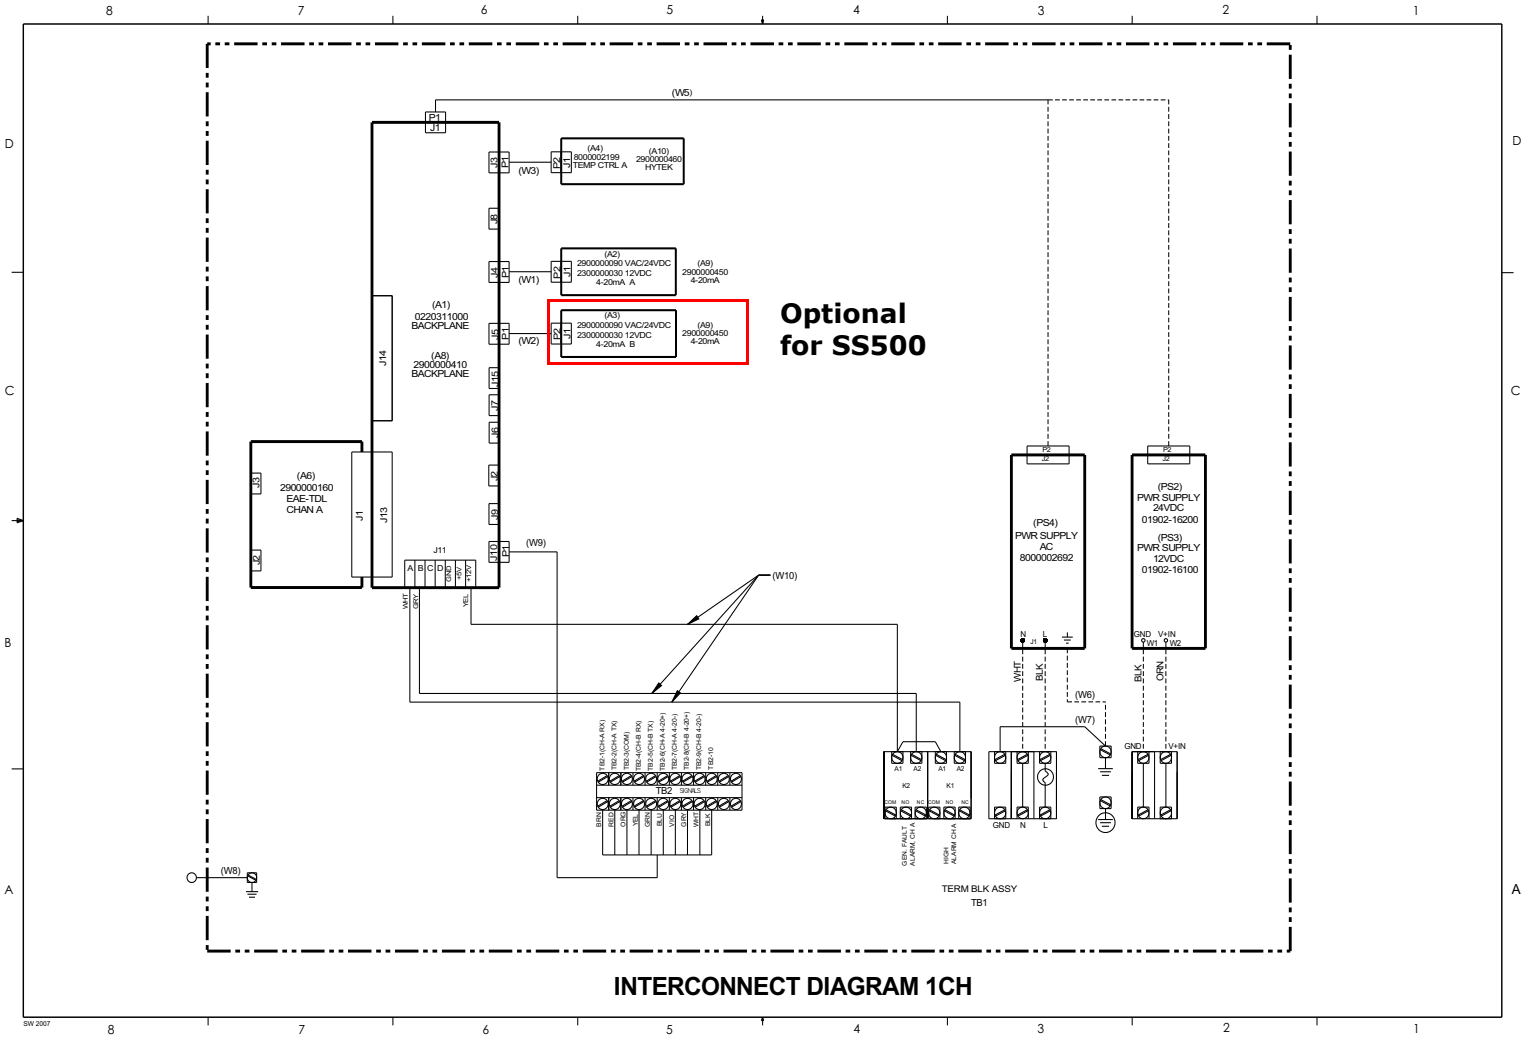 8 7 6 5 4 3 2 1
D
D
C
C
B
B
A
A
(W5)
P1
J1
J3
P1
(W3)
P2
J1
(A4)
8000002199
TEMP CTRL A
(A10)
2900000460
HYTEK
J8
J4
P1
(W1)
P2
J1
(A2)
2900000090 VAC/24VDC
2300000030 12VDC
4-20mA A
(A9)
2900000450
4-20mA
J5
P1
(W2)
P2
J1
(A3)
2900000090 VAC/24VDC
2300000030 12VDC
4-20mA B
(A9)
2900000450
4-20mA
Optional
for SS500
(A1)
0220311000
BACKPLANE
(A8)
2900000410
BACKPLANE
J14
J15
J7
J6
J2
J9
J10
P1
(W9)
J3
J2
(A6)
2900000160
EAE-TDL
CHAN A
J1
J13
J11
A B C D GND +5V +12V
WHT
GRY
YEL
(W10)
P2
J2
(PS4)
PWR SUPPLY
AC
8000002692
N
J1
L
WHT
BLK
P2
J2
(PS2)
PWR SUPPLY
24VDC
01902-16200
(PS3)
PWR SUPPLY
12VDC
01902-16100
GND V+IN
W1 W2
BLK
ORN
(W6)
(W7)
GND
V+IN
TB2-1(CH-A RX)
TB2-2(CH-A TX)
TB2-3(COM)
TB2-4(CH-B RX)
TB2-5(CH-B TX)
TB2-6(CH-A 4-20+)
TB2-7(CH-A 4-20-)
TB2-8(CH-B 4-20+)
TB2-9(CH-B 4-20-)
TB2-10
TB2 SIGNALS
BRN
RED
ORG
YEL
GRN
BLU
VIO
GRY
WHT
BLK
A1 A2 A1 A2
K2 K1
COM NO NC COM NO NC
GEN. FAULT
ALARM CH A
HIGH
ALARM CH A
GND N L
TERM BLK ASSY
TB1
(W8)
INTERCONNECT DIAGRAM 1CH
SW 2007
8 7 6 5 4 3 2 1